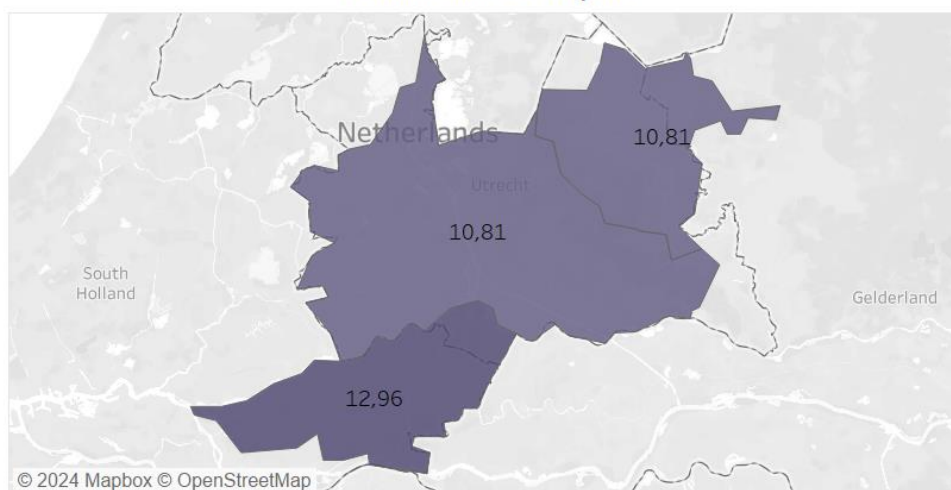 Netherlands
10,81
Utrecht
10,81
South
Holland
Gelderland
12,96
© 2024 Mapbox © OpenStreetMap